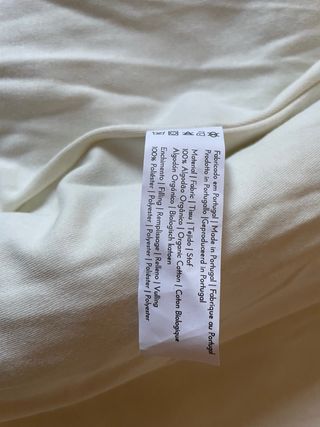 Fabricado em Portugal | Made in Portugal | Fabriqué au Portugal
Prodotto in Portugallo |Geproduceerd in Portugal
Material | Fabric | Tissu | Tejido | Stof
100% Algodão Orgânico | Organic Cotton | Coton Biologique
Algodón Orgánico | Biologisch katoen
Enchimento | Filling | Remplissage | Relleno | Vulling
100% Poliéster | Polyester | Polyester | Poliéster | Polyester